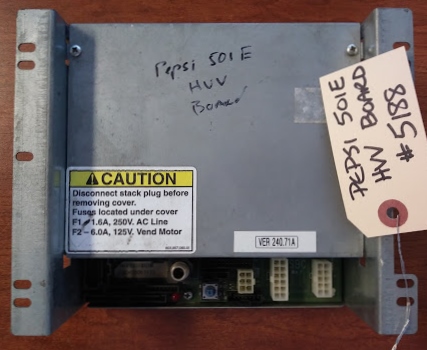 Pepsi 501E
HVV
Board
PEPSI 501E
HVV BOARD
#5188
CAUTION
Disconnect stack plug before
removing cover.
Fuses located under cover
F1 – 1.6A, 250V. AC Line
F2 – 6.0A, 125V. Vend Motor
VER 240.71A